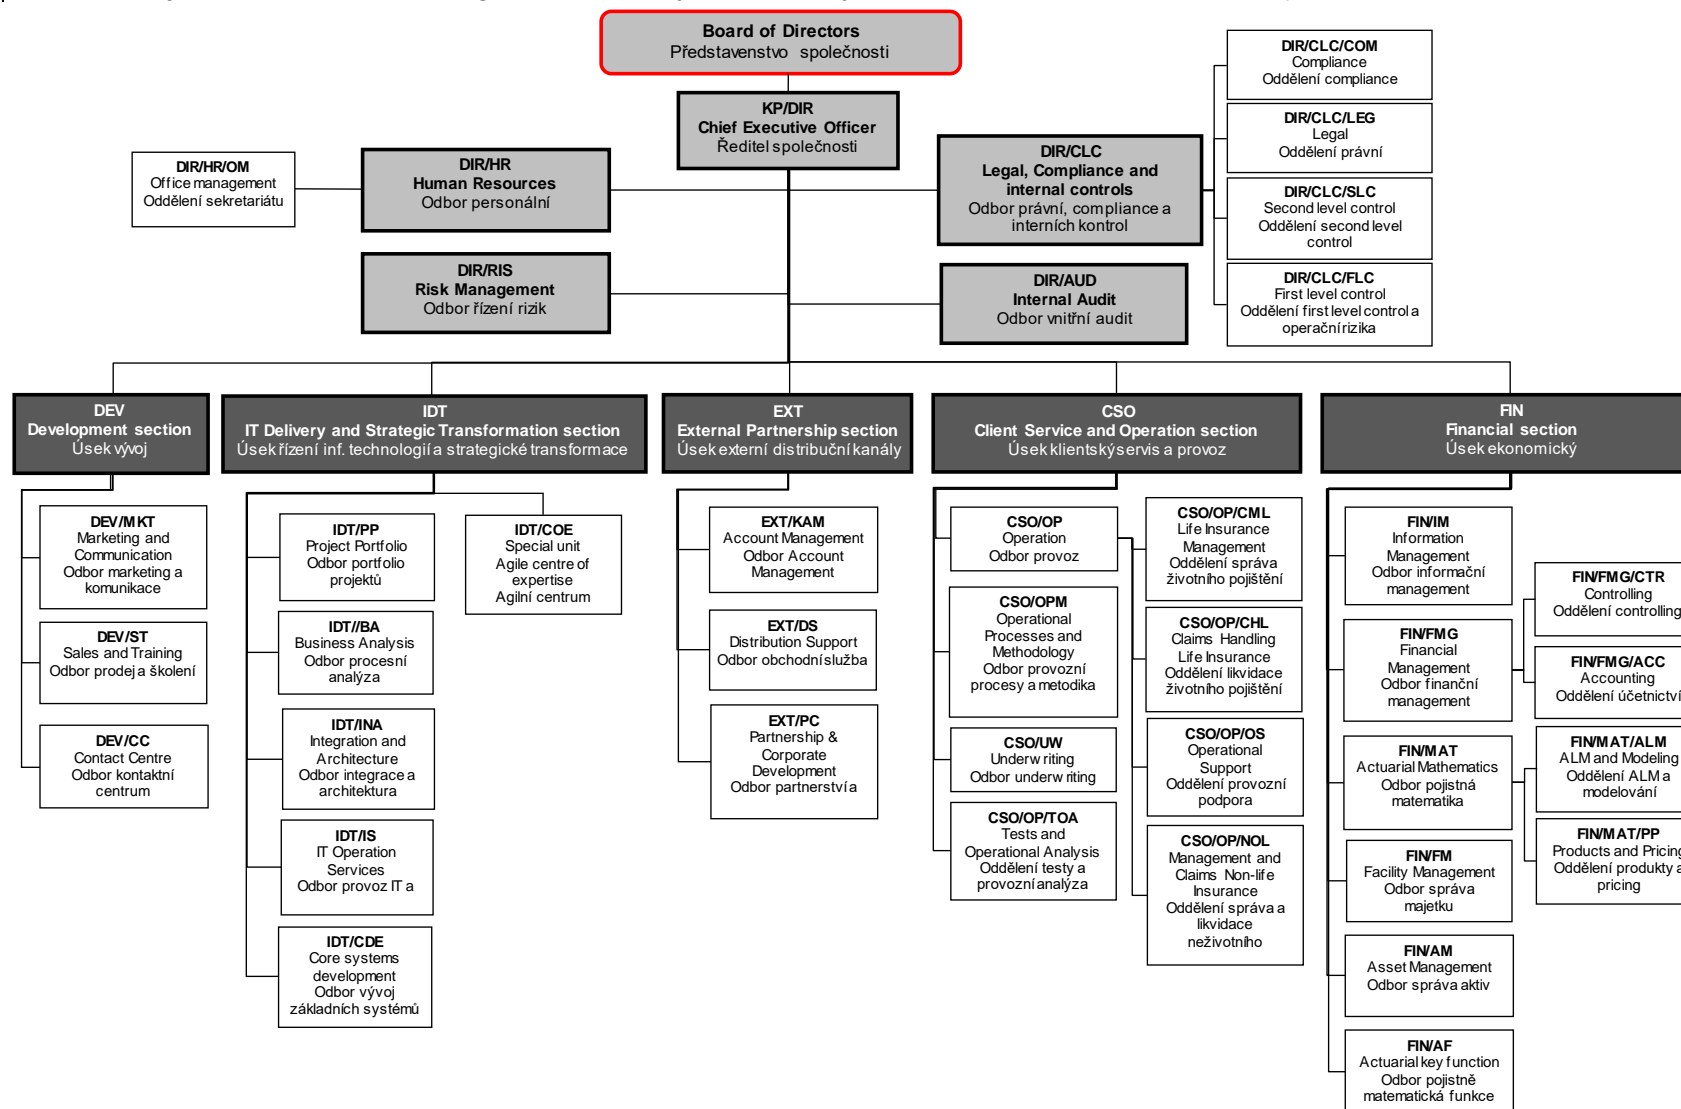 Board of Directors
Představenstvo společnosti
KP/DIR
Chief Executive Officer
Ředitel společnosti
DIR/HR/OM
Office management
Oddělení sekretariátu
DIR/HR
Human Resources
Odbor personální
DIR/CLC
Legal, Compliance and
internal controls
Odbor právní, compliance a
interních kontrol
DIR/CLC/COM
Compliance
Oddělení compliance
DIR/CLC/LEG
Legal
Oddělení právní
DIR/CLC/SLC
Second level control
Oddělení second level
control
DIR/CLC/FLC
First level control
Oddělení first level control a
operační rizika
DIR/RIS
Risk Management
Odbor řízení rizik
DIR/AUD
Internal Audit
Odbor vnitřní audit
DEV
Development section
Úsek vývoj
IDT
IT Delivery and Strategic Transformation section
Úsek řízení inf. technologý a strategické transformace
EXT
External Partnership section
Úsek externí distribuční kanály
CSO
Client Service and Operation section
Úsek klientský servis a provoz
FIN
Financial section
Úsek ekonomický
DEV/MKT
Marketing and
Communication
Odbor marketing a
komunikace
DEV/ST
Sales and Training
Odbor prodej a školení
DEV/CC
Contact Centre
Odbor kontaktní
centrum
IDT/PP
Project Portfolio
Odbor portfolio
projektů
IDT//BA
Business Analysis
Odbor procesní
analýza
IDT/INA
Integration and
Architecture
Odbor integrace a
architektura
IDT/IS
IT Operation
Services
Odbor provoz IT a
IDT/CDE
Core systems
development
Odbor vývoj
základních systémů
IDT/COE
Special unit
Agile centre of
expertise
Agilní centrum
EXT/KAM
Account Management
Odbor Account
Management
EXT/DS
Distribution Support
Odbor obchodní služba
EXT/PC
Partnership &
Corporate
Development
Odbor partnerství a
CSO/OP
Operation
Odbor provoz
CSO/OPM
Operational
Processes and
Methodology
Odbor provozní
procesy a metodika
CSO/UW
Underwriting
Odbor underwriting
CSO/OP/TOA
Tests and
Operational Analysis
Oddělení testy a
provozní analýza
CSO/OP/CML
Life Insurance
Management
Oddělení správa
životního pojištění
CSO/OP/CHL
Claims Handling
Life Insurance
Oddělení likvidace
životního pojištění
CSO/OP/OS
Operational
Support
Oddělení provozní
podpora
CSO/OP/NOL
Management and
Claims Non-life
Insurance
Oddělení správa a
likvidace
neživotního
FIN/IM
Information
Management
Odbor informační
management
FIN/FMG
Financial
Management
Odbor finanční
management
FIN/MAT
Actuarial Mathematics
Odbor pojistná
matematika
FIN/FM
Facility Management
Odbor správa
majetku
FIN/AM
Asset Management
Odbor správa aktiv
FIN/AF
Actuarial key function
Odbor pojistně
matematická funkce
FIN/FMG/CTR
Controlling
Oddělení controlling
FIN/FMG/ACC
Accounting
Oddělení účetnictví
FIN/MAT/ALM
ALM and Modeling
Oddělení ALM a
modelování
FIN/MAT/PP
Products and Pricing
Oddělení produkty a
pricing